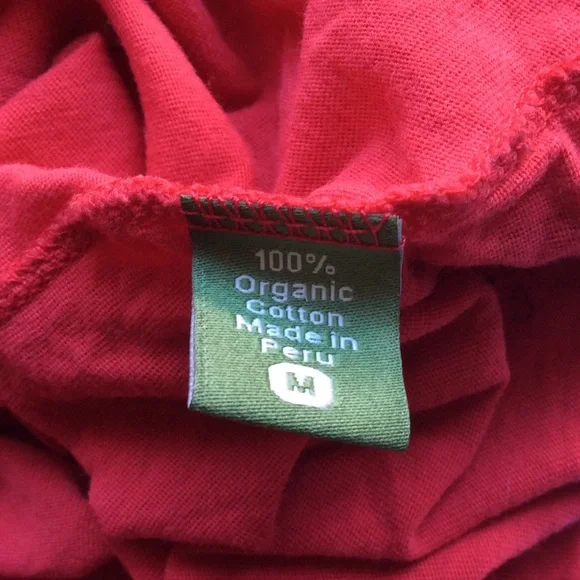 100%
Organic
Cotton
Made in
Peru
M